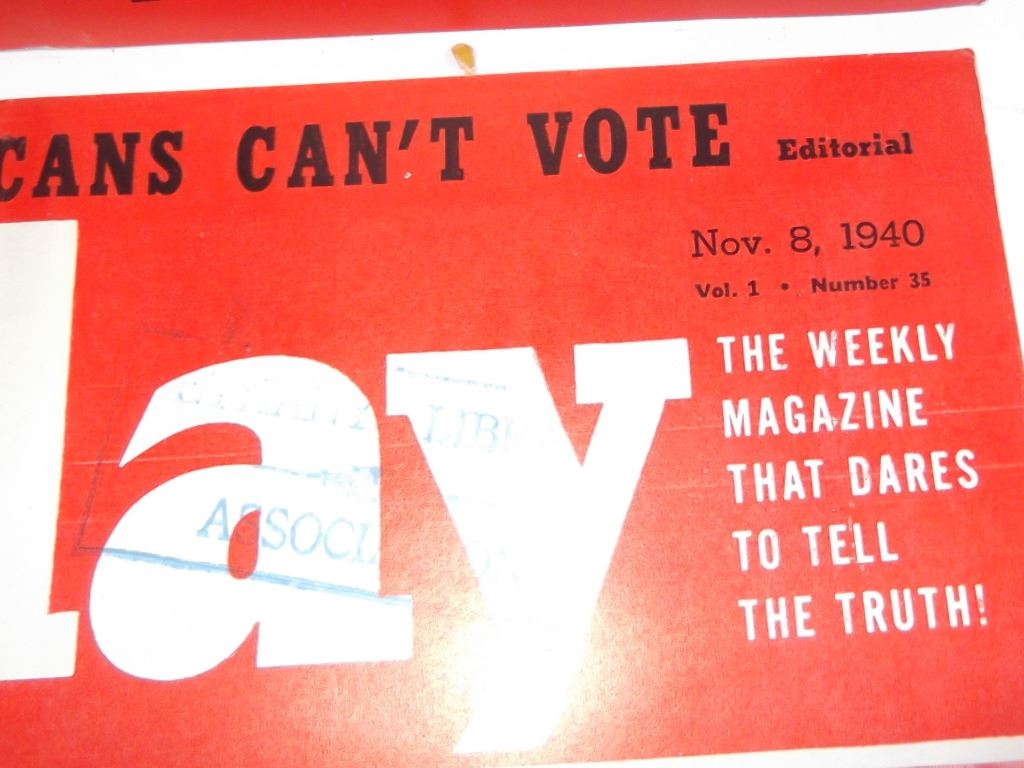 CANS CAN'T VOTE Editorial
Nov. 8, 1940
Vol. 1 • Number 35
lay
THE WEEKLY
MAGAZINE
THAT DARES
TO TELL
THE TRUTH!